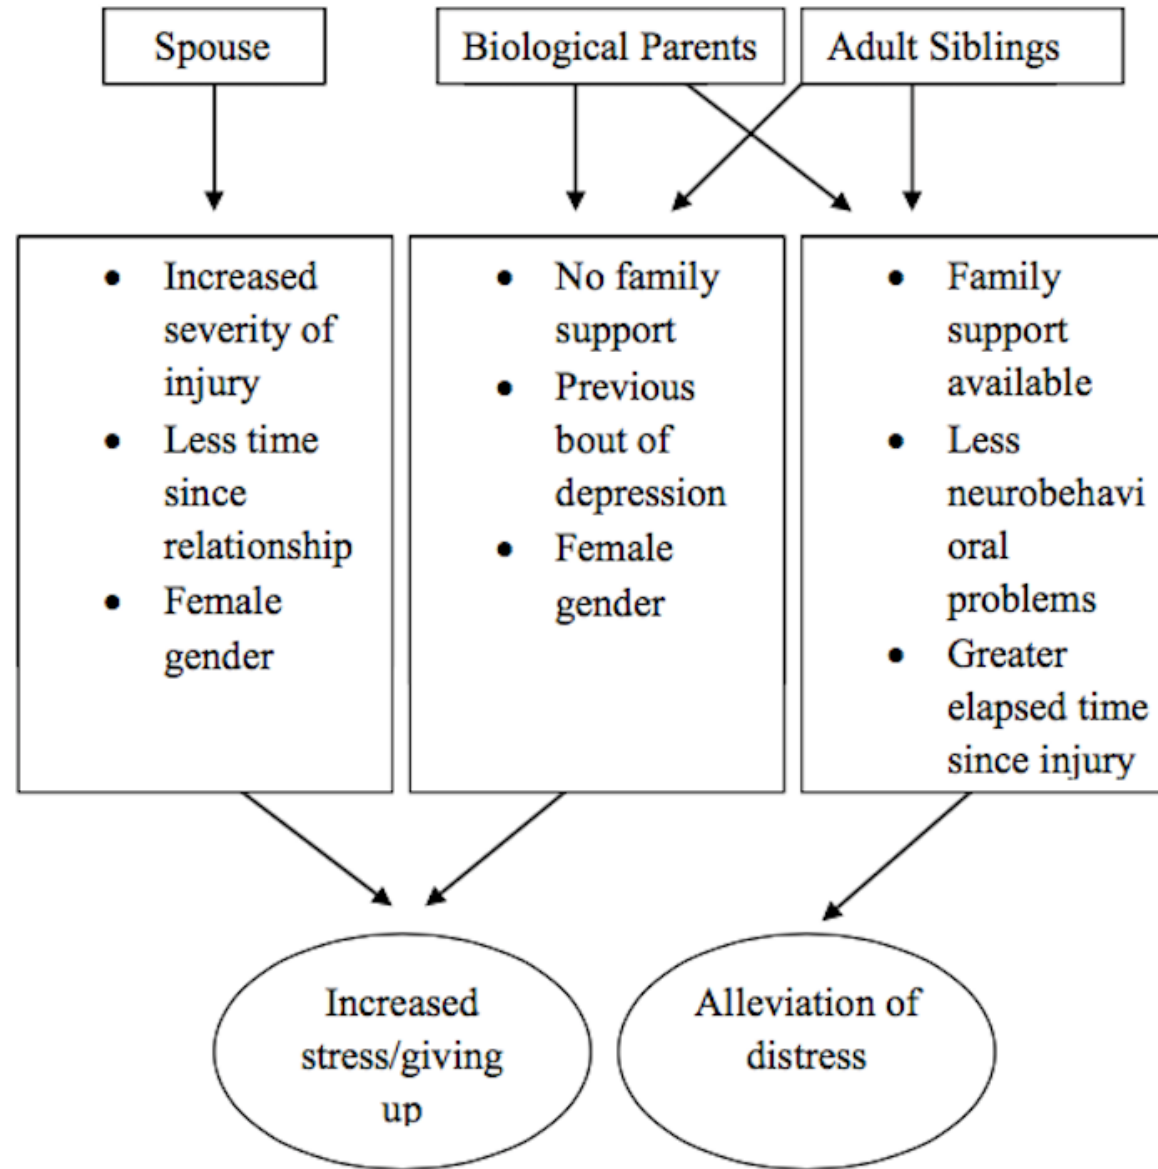 Spouse
Biological Parents
Adult Siblings
• Increased
severity of
injury
• Less time
since
relationship
• Female
gender
• No family
support
• Previous
bout of
depression
• Female
gender
• Family
support
available
• Less
neurobehavi
oral
problems
• Greater
elapsed time
since injury
Increased
stress/giving
up
Alleviation of
distress